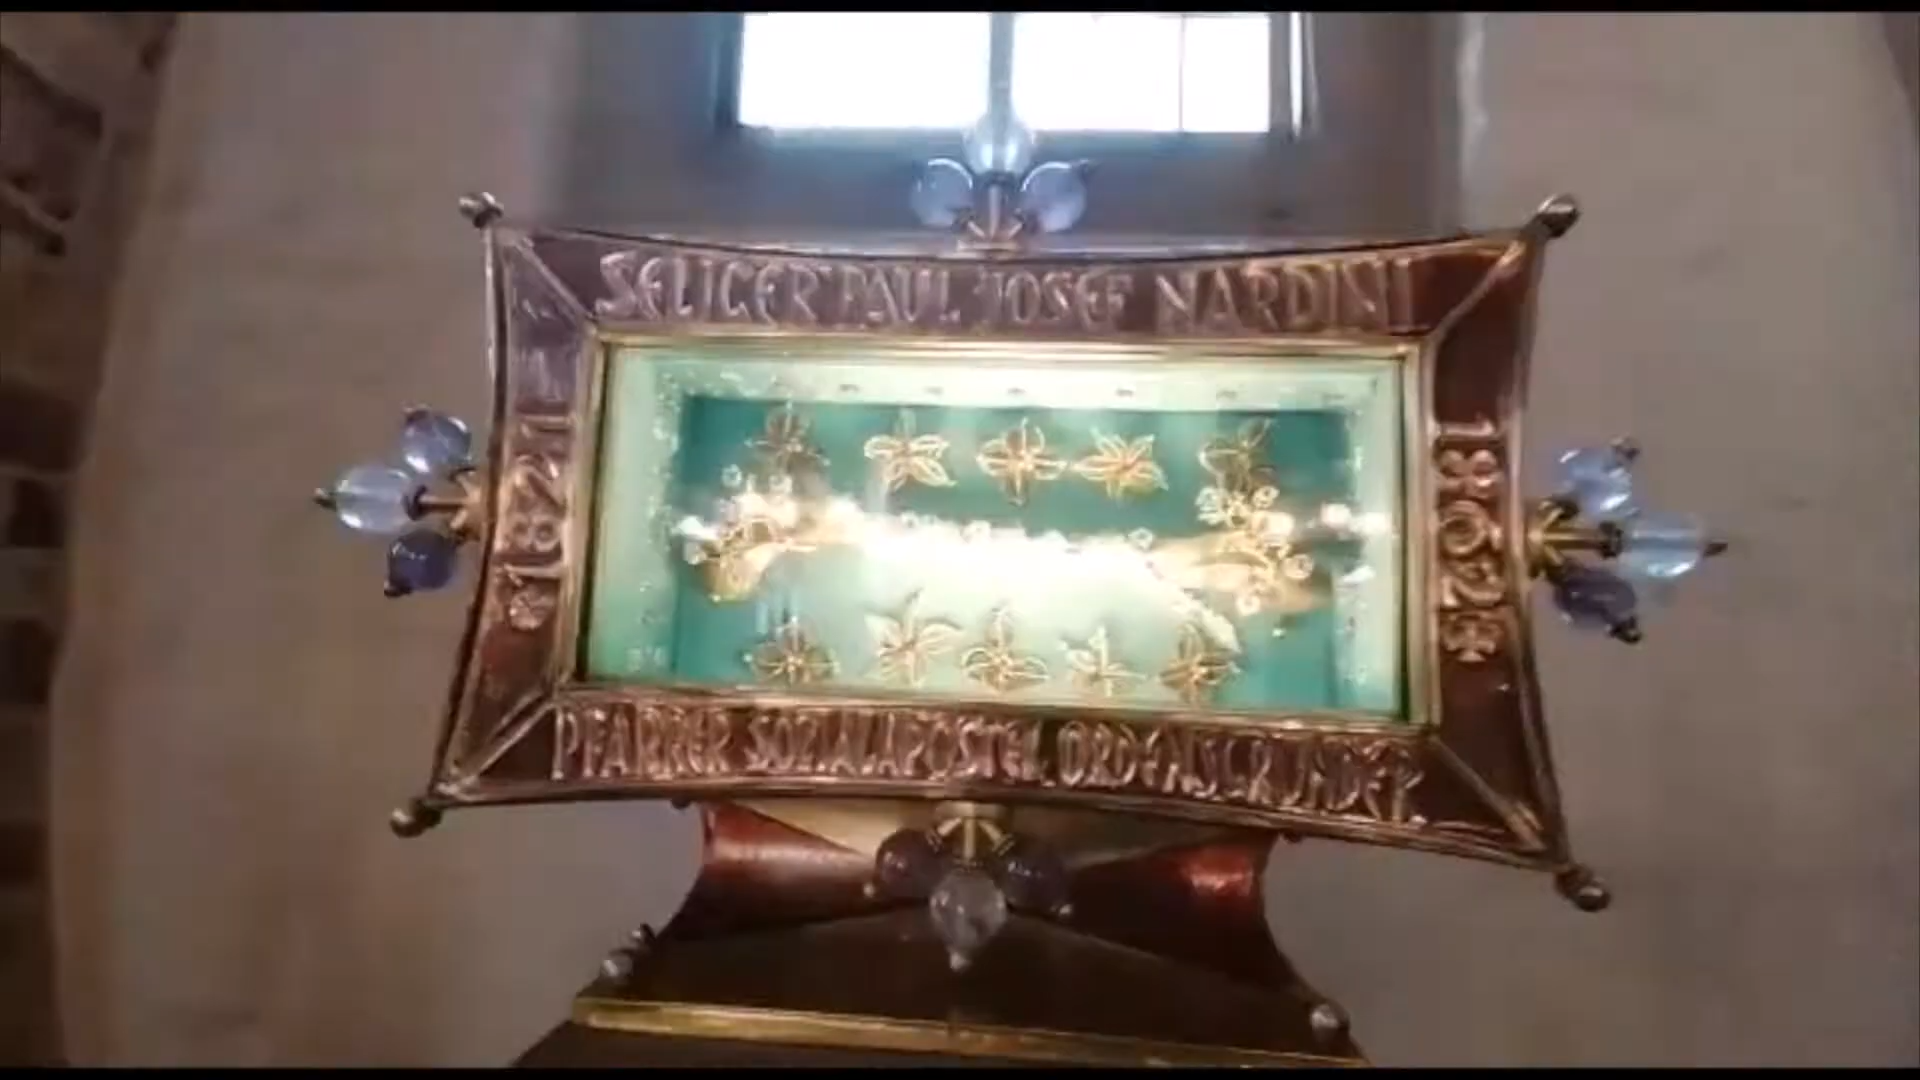 SELIGER PAUL JOSEF NARDINI
*1821
1862✠
PFARRER SOZIALAPOSTEL ORDENSGRÜNDER